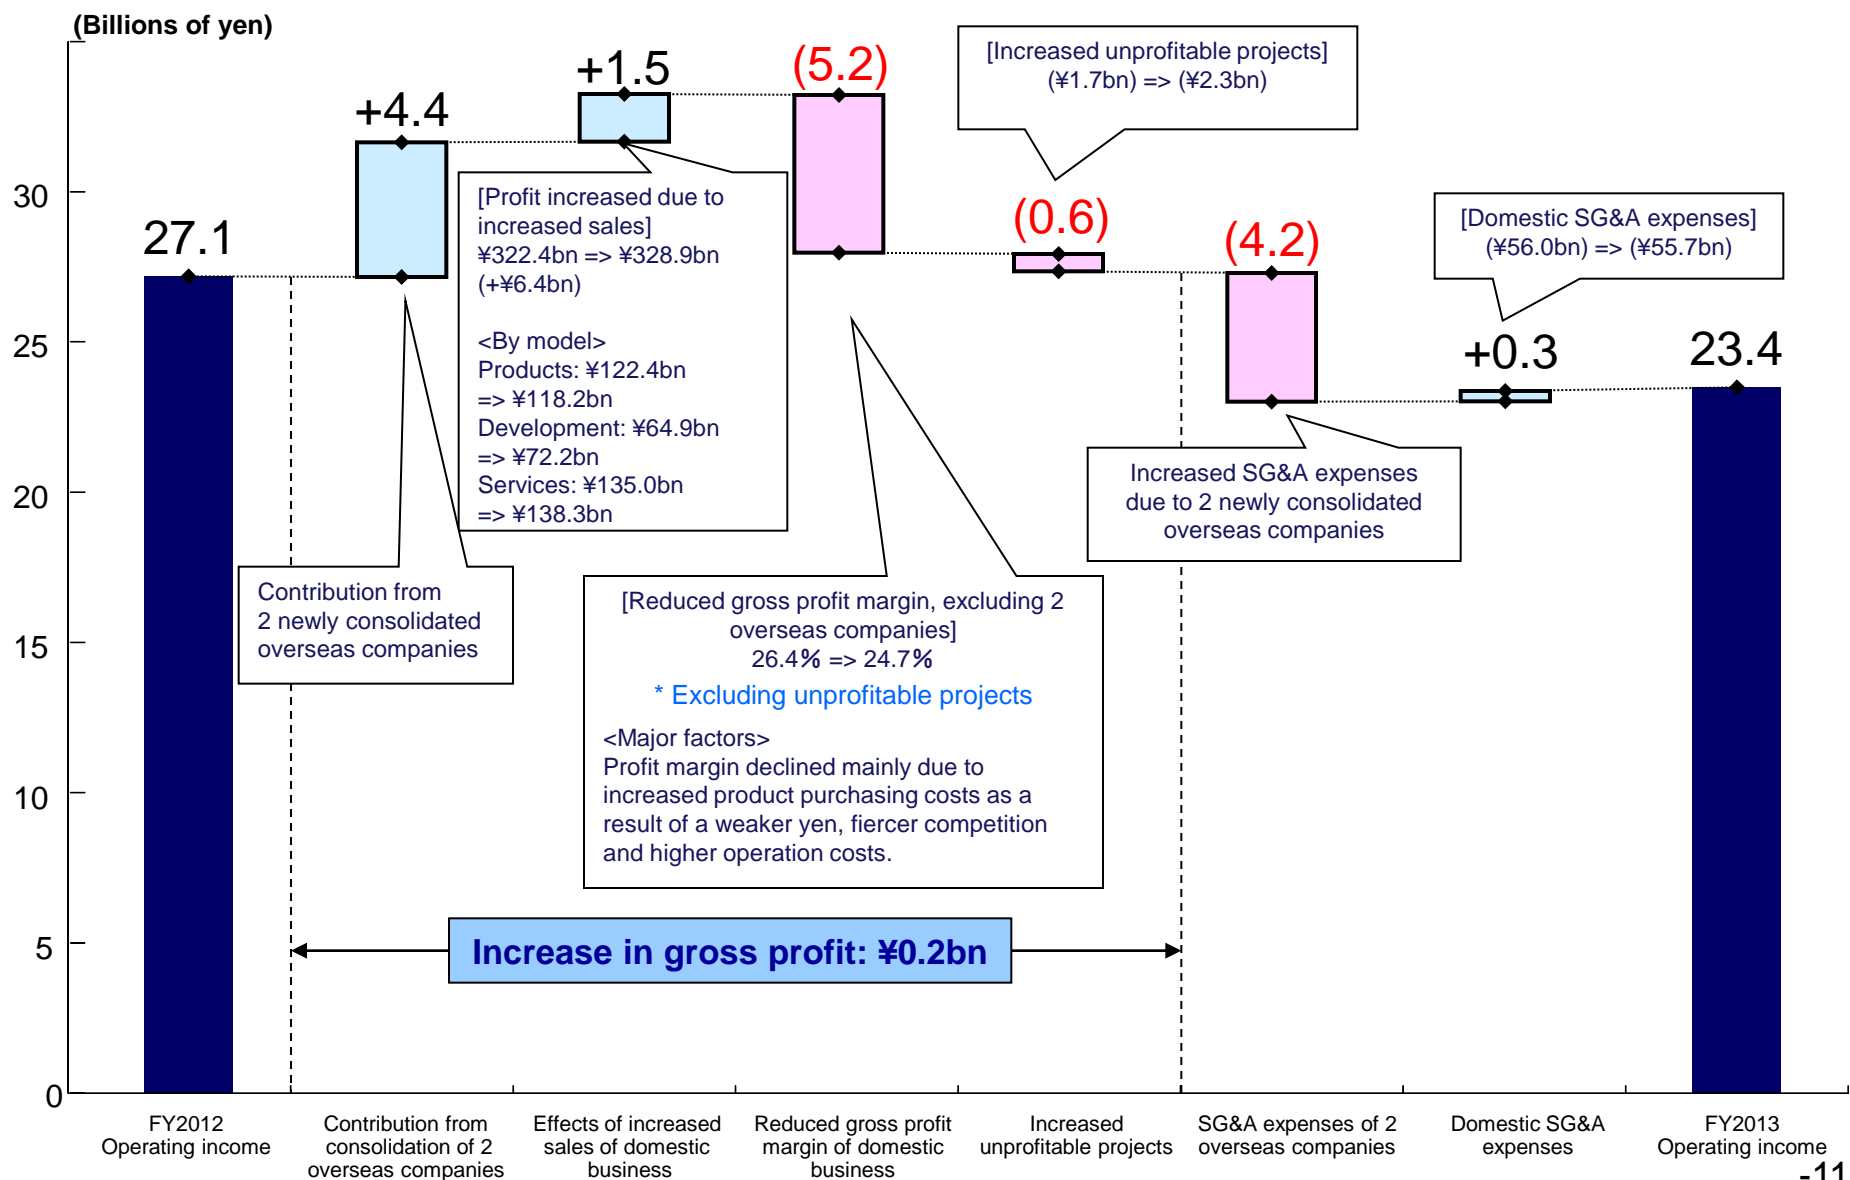 (Billions of yen)
30
25
20
15
10
5
0
27.1
+4.4
+1.5
(5.2)
(0.6)
(4.2)
+0.3
23.4
[Increased unprofitable projects]
(¥1.7bn) => (¥2.3bn)
[Domestic SG&A expenses]
(¥56.0bn) => (¥55.7bn)
[Profit increased due to
increased sales]
¥322.4bn => ¥328.9bn
(+¥6.4bn)
<By model>
Products: ¥122.4bn
=> ¥118.2bn
Development: ¥64.9bn
=> ¥72.2bn
Services: ¥135.0bn
=> ¥138.3bn
Increased SG&A expenses
due to 2 newly consolidated
overseas companies
Contribution from
2 newly consolidated
overseas companies
[Reduced gross profit margin, excluding 2
overseas companies]
26.4% => 24.7%
* Excluding unprofitable projects
<Major factors>
Profit margin declined mainly due to
increased product purchasing costs as a
result of a weaker yen, fiercer competition
and higher operation costs.
Increase in gross profit: ¥0.2bn
FY2012
Operating income
Contribution from
consolidation of 2
overseas companies
Effects of increased
sales of domestic
business
Reduced gross profit
margin of domestic
business
Increased
unprofitable projects
SG&A expenses of 2
overseas companies
Domestic SG&A
expenses
FY2013
Operating income
-11